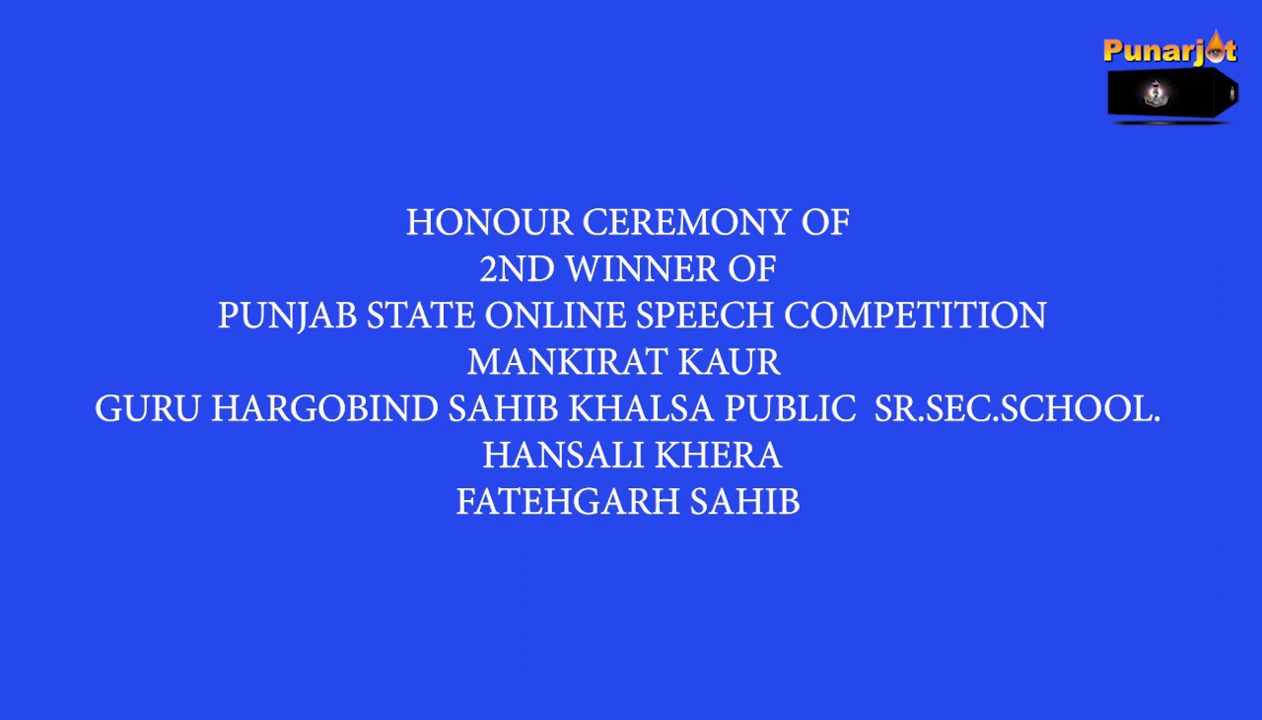 Punarjot
HONOUR CEREMONY OF
2ND WINNER OF
PUNJAB STATE ONLINE SPEECH COMPETITION
MANKIRAT KAUR
GURU HARGOBIND SAHIB KHALSA PUBLIC SR.SEC.SCHOOL.
HANSALI KHERA
FATEHGARH SAHIB